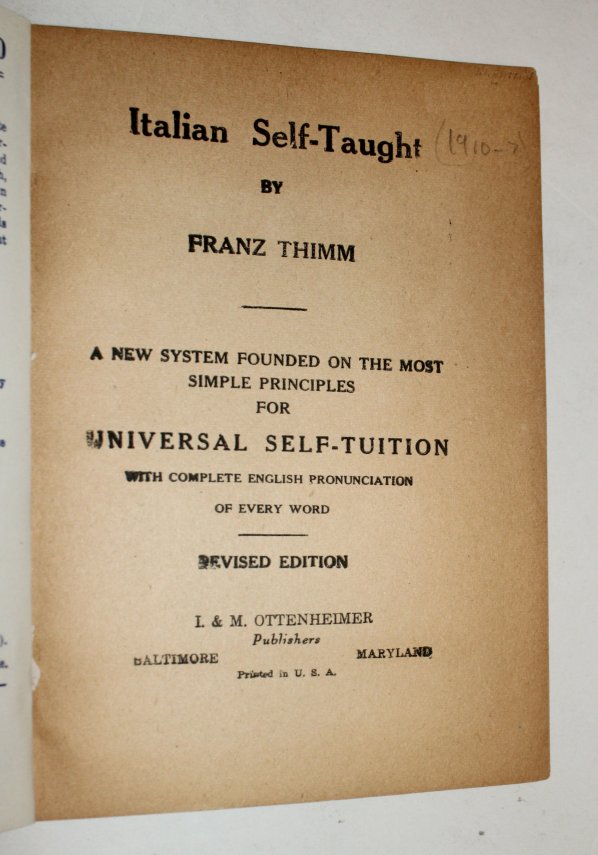 Italian Self-Taught (1910-?)
BY
FRANZ THIMM
A NEW SYSTEM FOUNDED ON THE MOST
SIMPLE PRINCIPLES
FOR
UNIVERSAL SELF-TUITION
WITH COMPLETE ENGLISH PRONUNCIATION
OF EVERY WORD
REVISED EDITION
I. & M. OTTENHEIMER
Publishers
BALTIMORE MARYLAND
Printed in U. S. A.